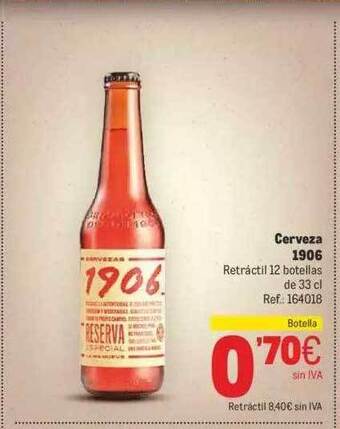 CERVEZAS
1906
RESERVA
ESPECIAL
LA
Cerveza
1906
Retráctil 12 botellas
de 33 cl
Ref.: 164018
Botella
0'70€
sin IVA
Retráctil 8,40€ sin IVA